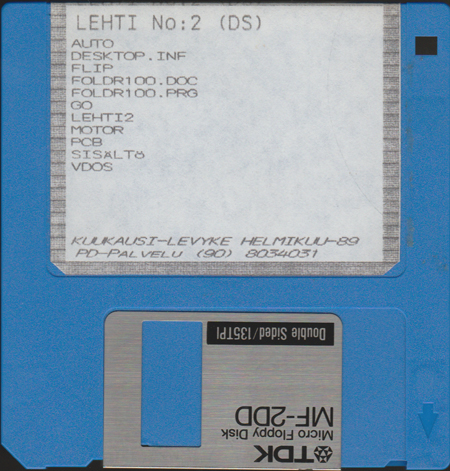 LEHTI No:2 (DS)
AUTO
DESKTOP.INF
FLIP
FOLDR100.DOC
FOLDR100.PRG
GO
LEHTI2
MOTOR
PCB
SISÄLTÖ
VDOS
KUUKAUSI-LEVYKE HELMIKUU-89
PD-PALVELU (90) 8034031
Double Sided/135TPI
MF-2DD
Micro Floppy Disk
TDK